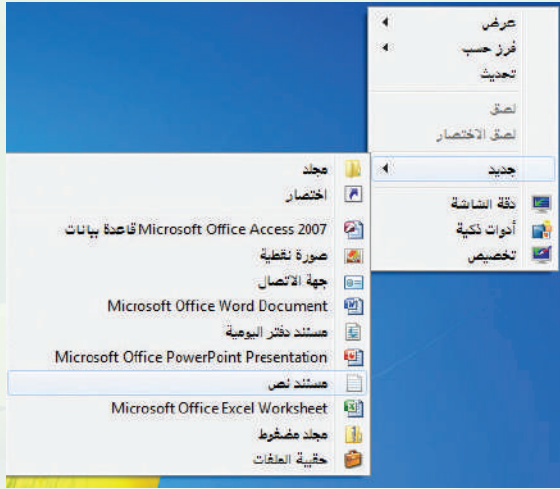 عرض
فرز حسب
تحديث
لصق
لصق الاختصار
جديد
دقة الشاشة
أدوات ذكية
تخصيص
مجلد
اختصار
Microsoft Office Access 2007 قاعدة بيانات
صورة نقطية
جهة الاتصال
Microsoft Office Word Document
مستند دفتر اليومية
Microsoft Office PowerPoint Presentation
مستند نص
Microsoft Office Excel Worksheet
مجلد مضغوط
حقيبة الملفات